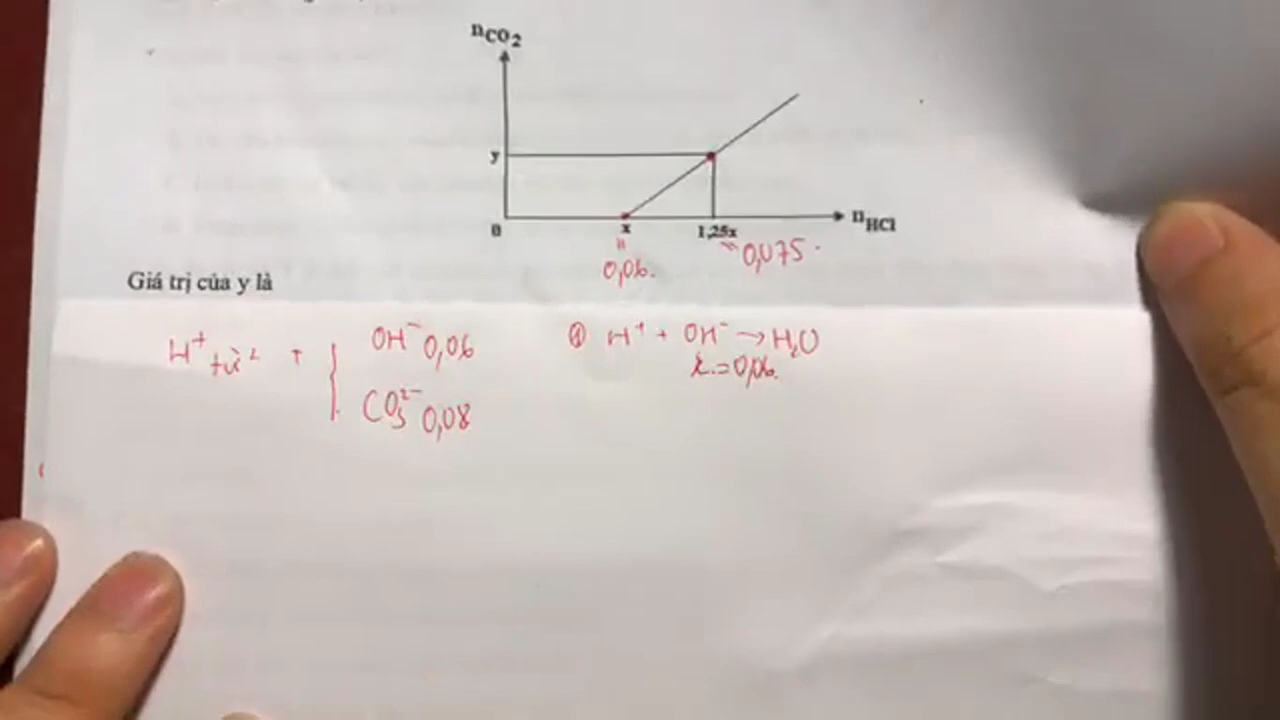 nCO2
y
0 x 1,25x nHCl
" = 0,075.
0,06.
Giá trị của y là
H+ từ² + { OH- 0,06
CO3 2- 0,08
① H+ + OH- → H2O
x = 0,06.